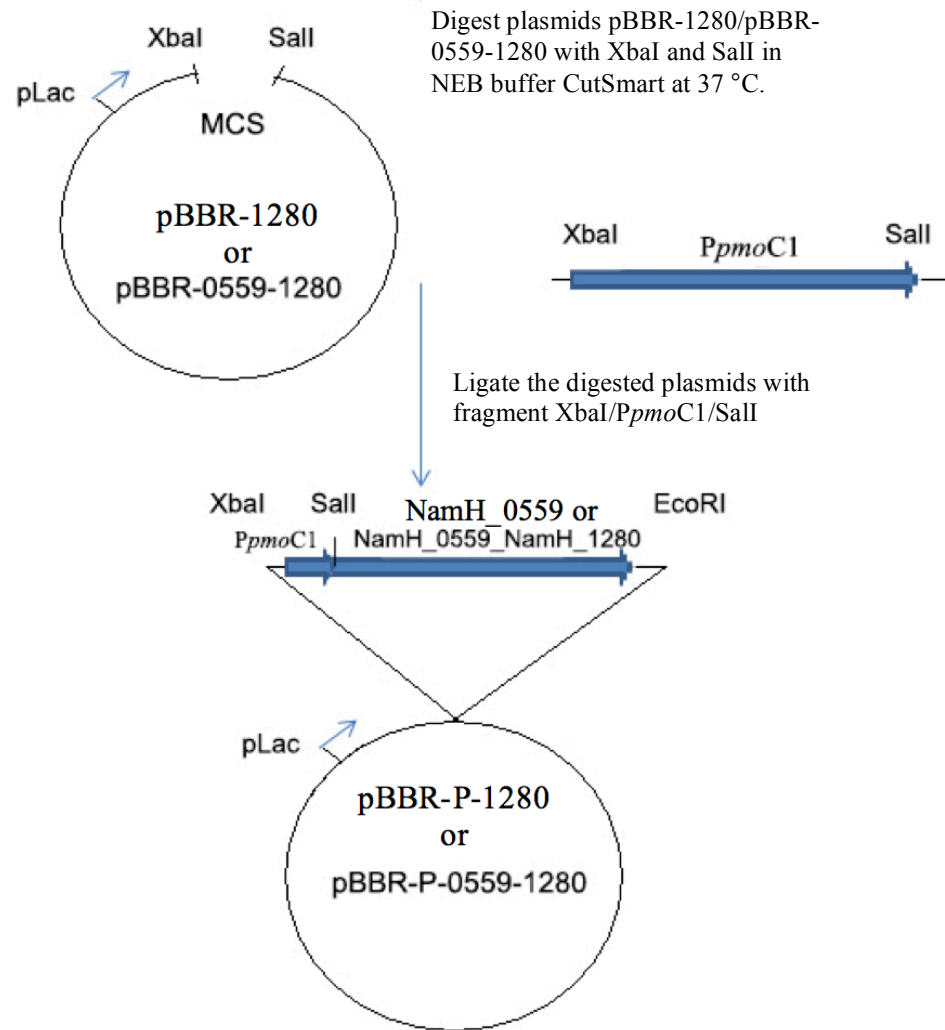 Digest plasmids pBBR-1280/pBBR-
0559-1280 with XbaI and SalI in
NEB buffer CutSmart at 37 °C.
XbaI SalI
pLac
MCS
pBBR-1280
or
pBBR-0559-1280
XbaI PpmoC1 SalI
Ligate the digested plasmids with
fragment XbaI/PpmoC1/SalI
XbaI SalI NamH_0559 or EcoRI
PpmoC1 NamH_0559_NamH_1280
pLac
pBBR-P-1280
or
pBBR-P-0559-1280